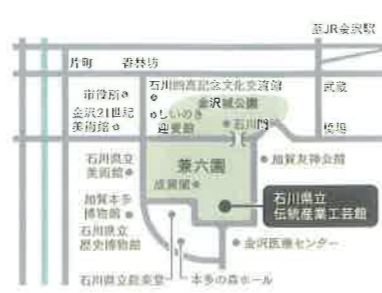 至JR金沢駅
片町
香林坊
武蔵
石川四高記念文化交流館
市役所
金沢城公園
金沢21世紀
美術館
しいのき
迎賓館
石川門
橋場
石川県立
美術館
兼六園
加賀友禅会館
成巽閣
加賀本多
博物館
石川県立
伝統産業工芸館
石川県立
歴史博物館
金沢医療センター
石川県立能楽堂
本多の森ホール